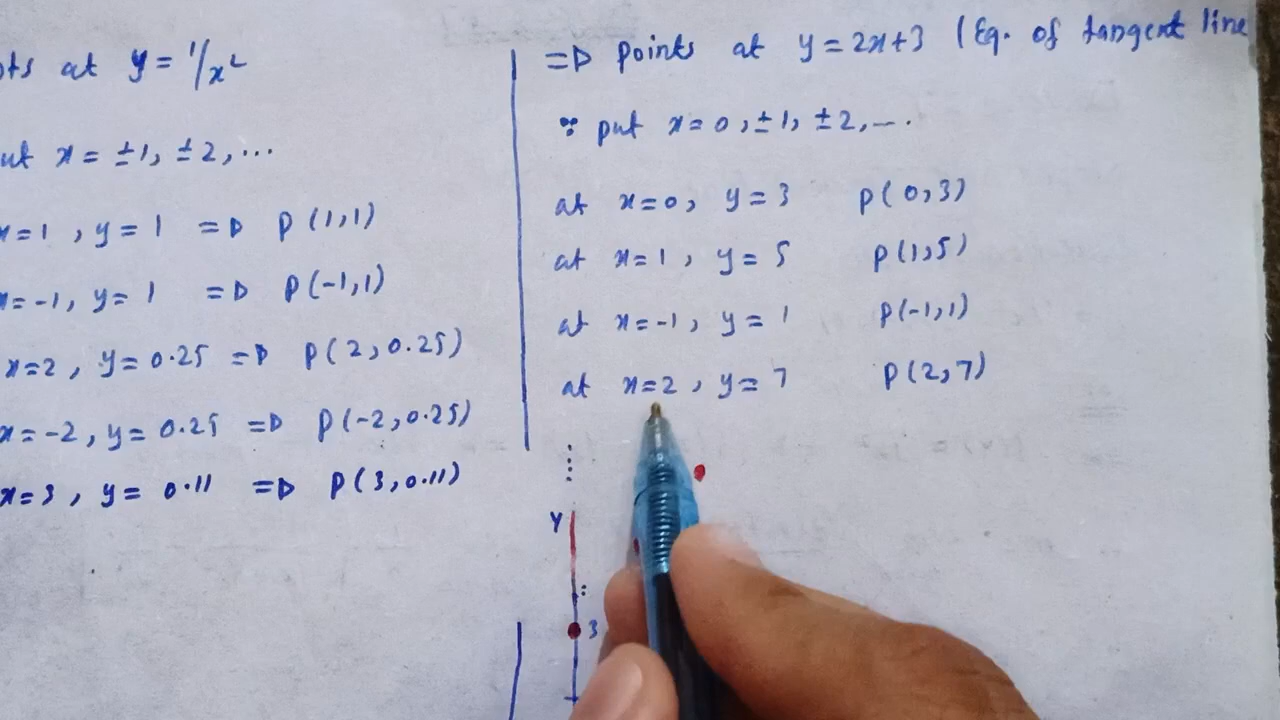 at y = 1/x²
x = ±1, ±2, ...
x=1, y=1 ⇒ P(1,1)
x=-1, y=1 ⇒ P(-1,1)
x=2, y=0.25 ⇒ P(2,0.25)
x=-2, y=0.25 ⇒ P(-2,0.25)
x=3, y=0.11 ⇒ P(3,0.11)
⇒ points at y=2x+3 (Eq. of tangent line
∵ put x=0, ±1, ±2, ....
at x=0, y=3 P(0,3)
at x=1, y=5 P(1,5)
at x=-1, y=1 P(-1,1)
at x=2, y=7 P(2,7)
Y
3